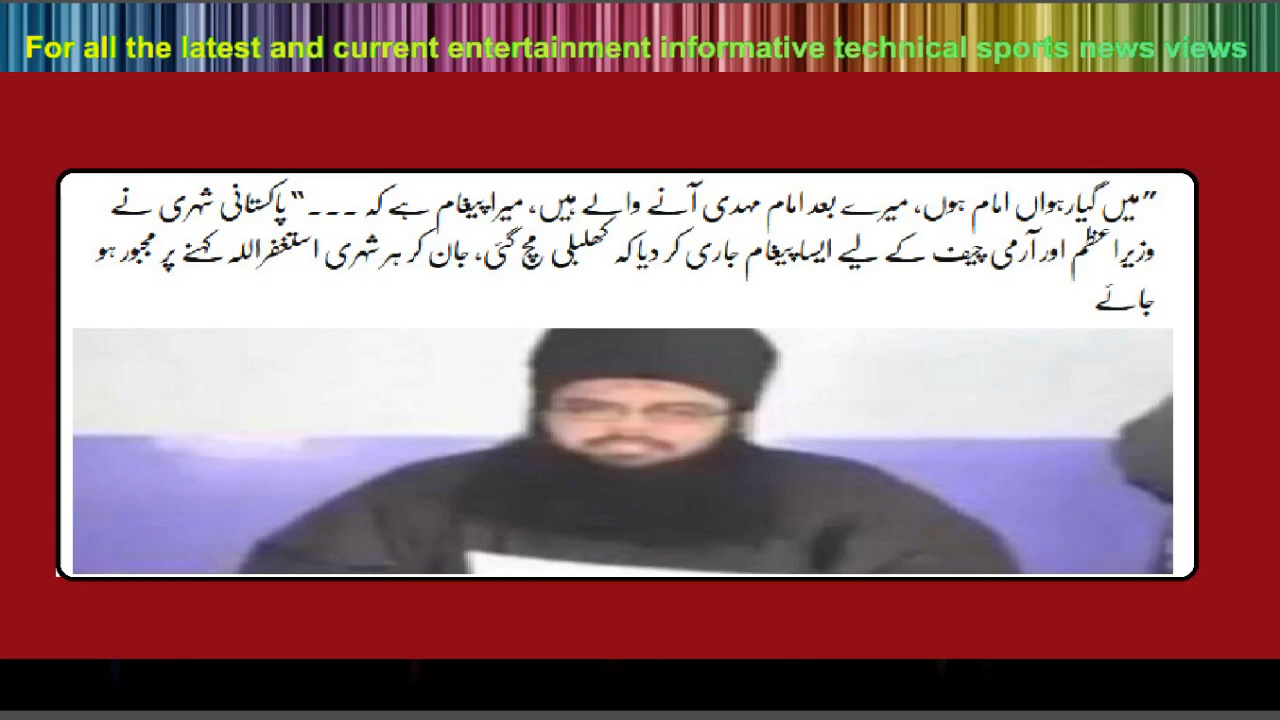 For all the latest and current entertainment informative technical sports news views
”میں گیارہواں امام ہوں، میرے بعد امام مہدی آنے والے ہیں، میرا پیغام ہے کہ ۔۔۔“ پاکستانی شہری نے
وزیراعظم اور آرمی چیف کے لیے ایسا پیغام جاری کر دیا کہ کھلبلی مچ گئی، جان کر ہر شہری استغفراللہ کہنے پر مجبور ہو
جائے